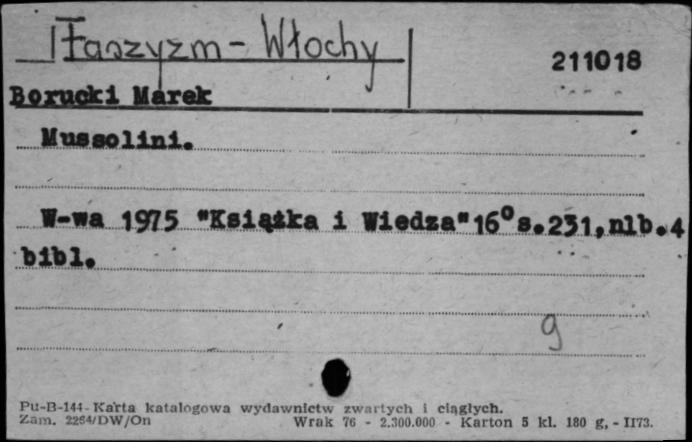 Faszyzm - Włochy
211018
Borucki Marek
Mussolini.
W-wa 1975 "Książka i Wiedza" 16° s.231, nlb.4
bibl.
9
Pu-B-144 - Karta katalogowa wydawnictw zwartych i ciągłych.
Zam. 2264/DW/On Wrak 76 - 2.300.000 - Karton 5 kl. 180 g, - II73.